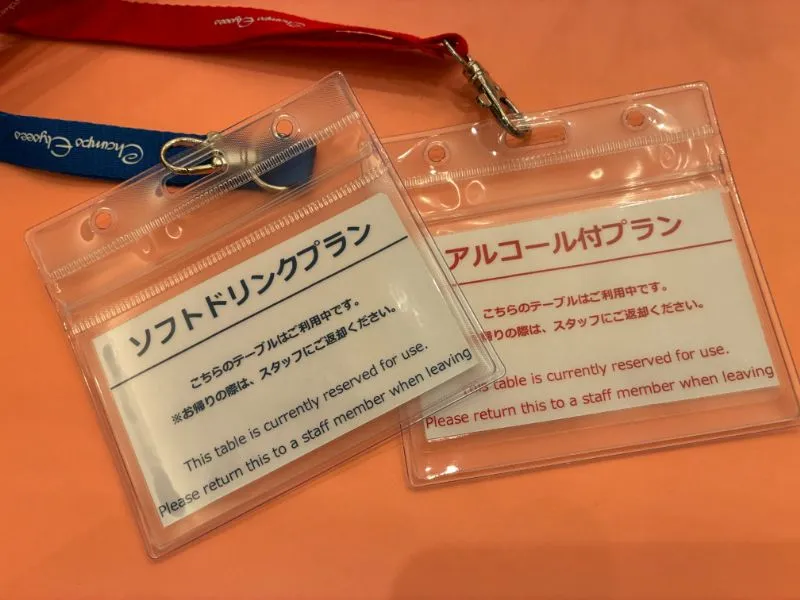 Champs Elysees
Champs Elysees
ソフトドリンクプラン
こちらのテーブルはご利用中です。
※お帰りの際は、スタッフにご返却ください。
This table is currently reserved for use.
Please return this to a staff member when leaving
アルコール付プラン
こちらのテーブルはご利用中です。
帰りの際は、スタッフにご返却ください。
table is currently reserved for use.
Please return this to a staff member when leaving